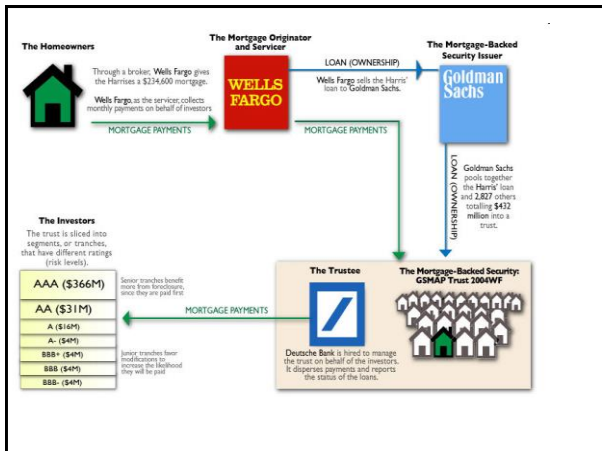 The Homeowners
Through a broker, Wells Fargo gives
the Harrises a $234,600 mortgage.
Wells Fargo, as the servicer, collects
monthly payments on behalf of investors
MORTGAGE PAYMENTS
The Mortgage Originator
and Servicer
WELLS
FARGO
LOAN (OWNERSHIP)
Wells Fargo sells the Harris'
loan to Goldman Sachs.
MORTGAGE PAYMENTS
The Mortgage-Backed
Security Issuer
Goldman
Sachs
LOAN (OWNERSHIP)
Goldman Sachs
pools together
the Harris' loan
and 2,827 others
totalling $432
million into a
trust.
The Investors
The trust is sliced into
segments, or tranches,
that have different ratings
(risk levels).
AAA ($366M)
AA ($31M)
A ($16M)
A- ($4M)
BBB+ ($4M)
BBB ($4M)
BBB- ($4M)
Senior tranches benefit
more from foreclosure,
since they are paid first
Junior tranches favor
modifications to
increase the likelihood
they will be paid
MORTGAGE PAYMENTS
The Trustee
Deutsche Bank is hired to manage
the trust on behalf of the investors.
It disperses payments and reports
the status of the loans.
The Mortgage-Backed Security:
GSMAP Trust 2004WF